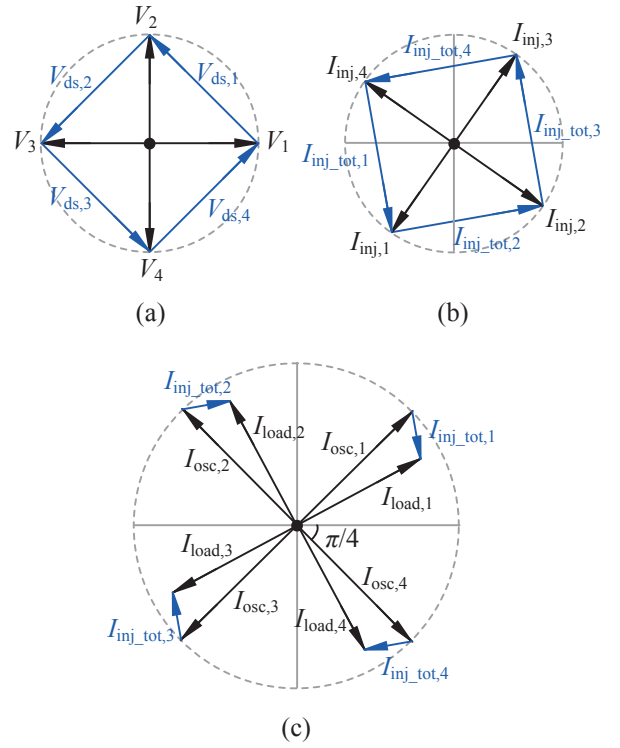 V2
Vds,2
Vds,1
V3
V1
Vds,3
Vds,4
V4
(a)
Iinj_tot,4
Iinj,3
Iinj,4
Iinj_tot,3
Iinj_tot,1
Iinj,1
Iinj,2
Iinj_tot,2
(b)
Iinj_tot,2
Iload,2
Iosc,1
Iinj_tot,1
Iosc,2
Iload,1
Iload,3
π/4
Iosc,3
Iosc,4
Iload,4
Iinj_tot,3
Iinj_tot,4
(c)